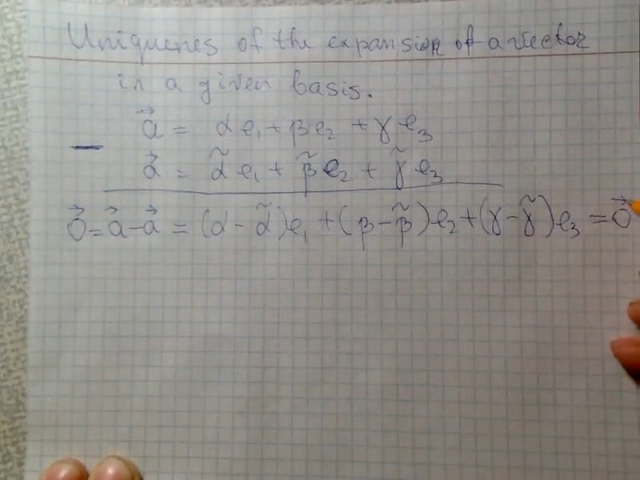 Uniquenes of the expansion of a vector
in a given basis.
a⃗ = αe₁ + βe₂ + γe₃
− a⃗ = α̃e₁ + β̃e₂ + γ̃e₃
0⃗ = a⃗ - a⃗ = (α - α̃)e₁ + (β - β̃)e₂ + (γ - γ̃)e₃ = 0⃗